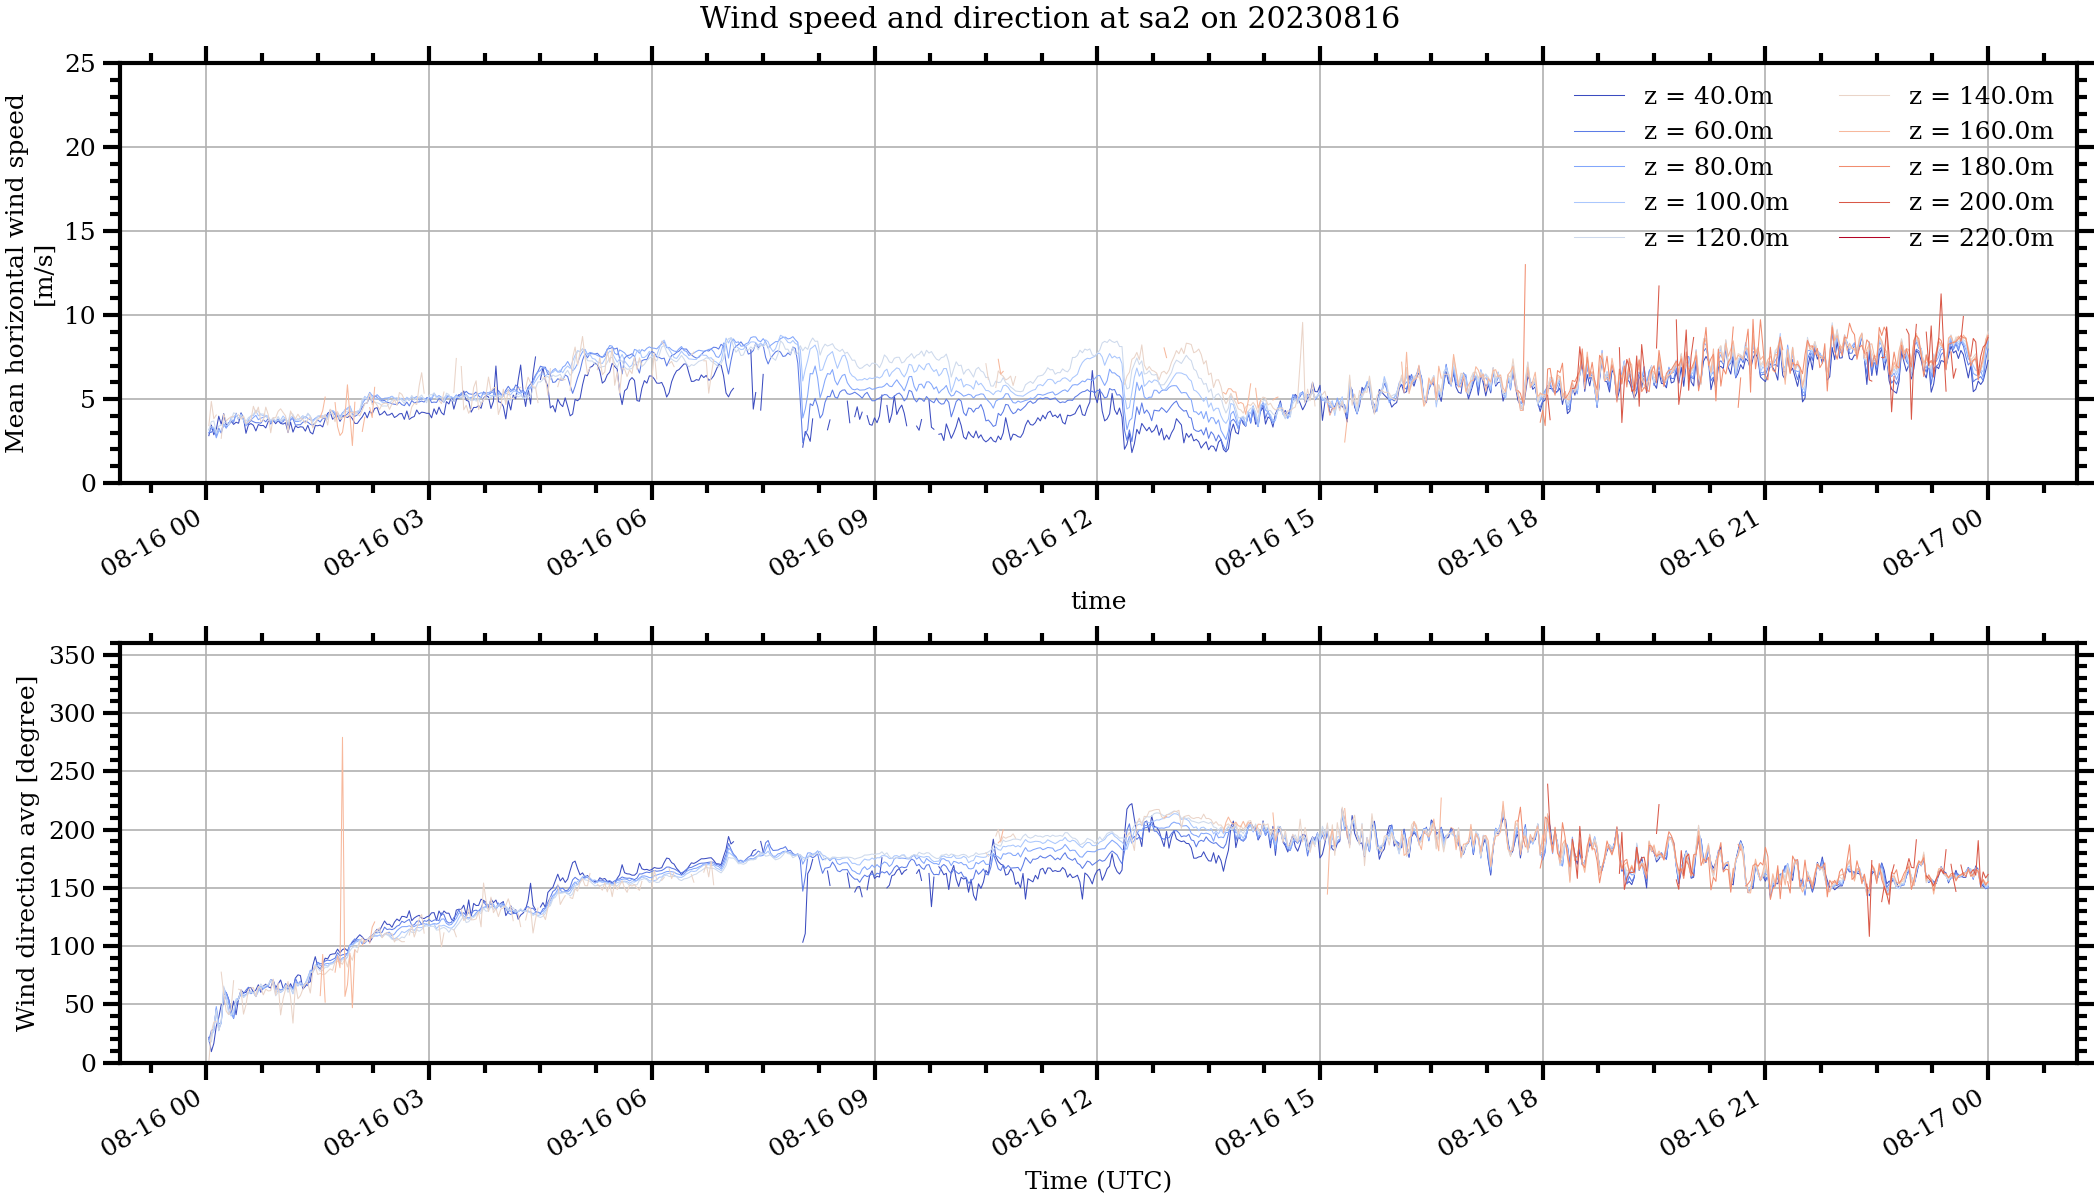 Wind speed and direction at sa2 on 20230816
Mean horizontal wind speed
[m/s]
25
20
15
10
5
0
z = 40.0m
z = 60.0m
z = 80.0m
z = 100.0m
z = 120.0m
z = 140.0m
z = 160.0m
z = 180.0m
z = 200.0m
z = 220.0m
08-16 00
08-16 03
08-16 06
08-16 09
08-16 12
08-16 15
08-16 18
08-16 21
08-17 00
time
Wind direction avg [degree]
350
300
250
200
150
100
50
0
08-16 00
08-16 03
08-16 06
08-16 09
08-16 12
08-16 15
08-16 18
08-16 21
08-17 00
Time (UTC)